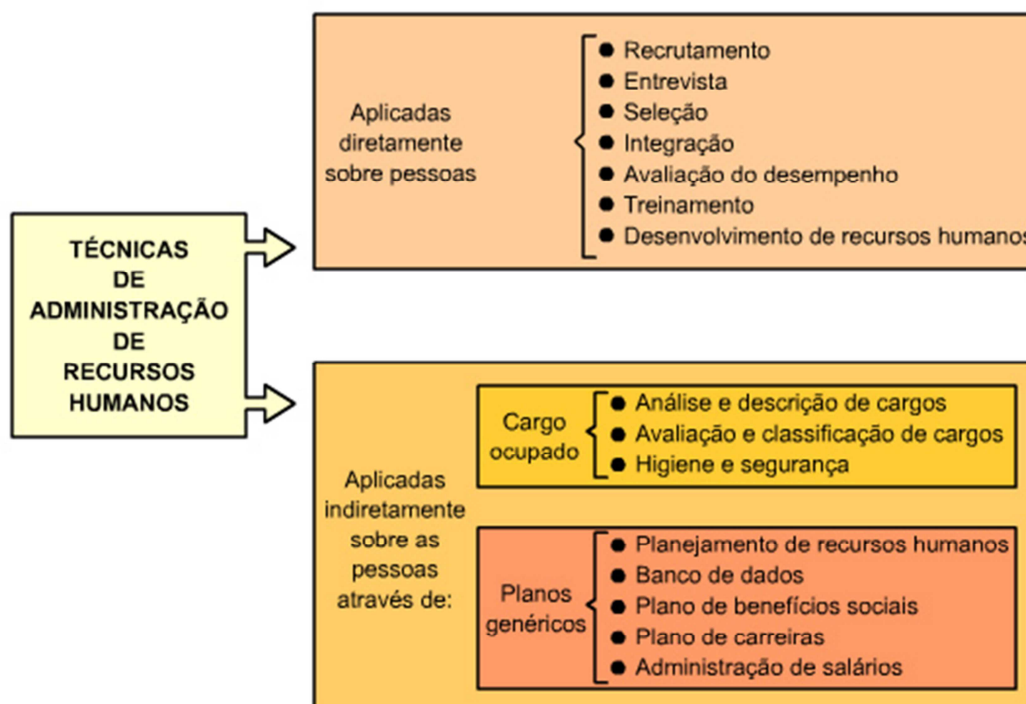 TÉCNICAS
DE
ADMINISTRAÇÃO
DE
RECURSOS
HUMANOS
Aplicadas
diretamente
sobre pessoas
Recrutamento
Entrevista
Seleção
Integração
Avaliação do desempenho
Treinamento
Desenvolvimento de recursos humanos
Aplicadas
indiretamente
sobre as
pessoas
através de:
Cargo
ocupado
Análise e descrição de cargos
Avaliação e classificação de cargos
Higiene e segurança
Planos
genéricos
Planejamento de recursos humanos
Banco de dados
Plano de benefícios sociais
Plano de carreiras
Administração de salários